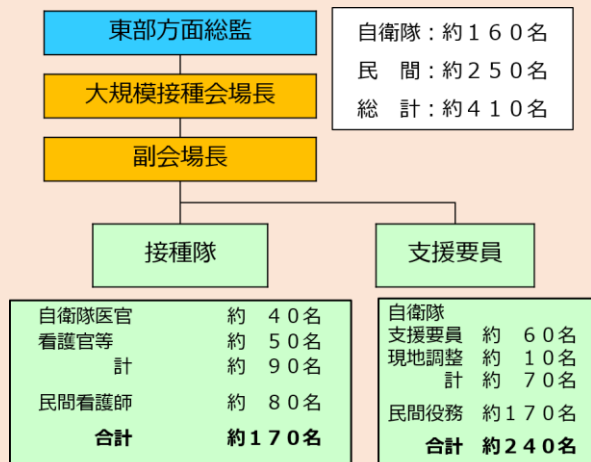 東部方面総監
大規模接種会場長
副会場長
自衛隊：約１６０名
民　間：約２５０名
総　計：約４１０名
接種隊
支援要員
自衛隊医官　約　４０名
看護官等　約　５０名
計　約　９０名
民間看護師　約　８０名
合計　約１７０名
自衛隊
支援要員　約　６０名
現地調整　約　１０名
計　約　７０名
民間役務　約１７０名
合計　約２４０名